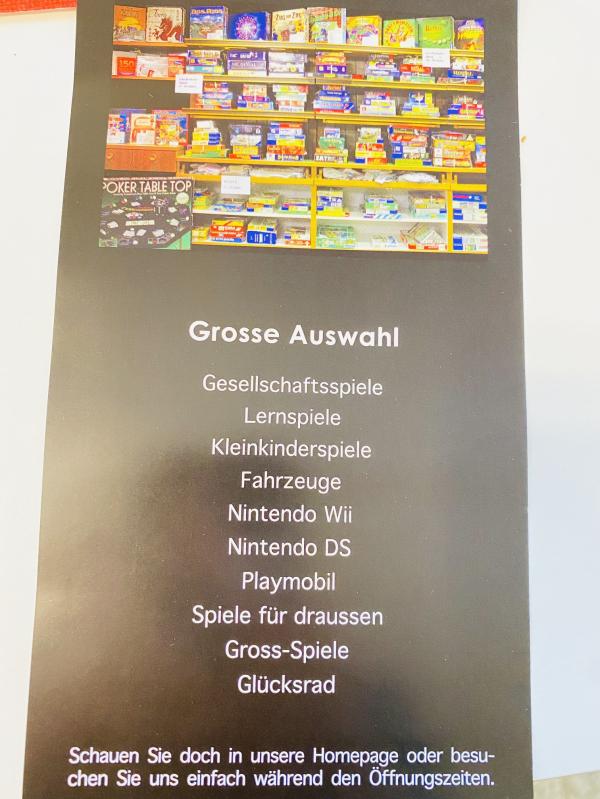 POKER TABLE TOP
Grosse Auswahl
Gesellschaftsspiele
Lernspiele
Kleinkinderspiele
Fahrzeuge
Nintendo Wii
Nintendo DS
Playmobil
Spiele für draussen
Gross-Spiele
Glücksrad
Schauen Sie doch in unsere Homepage oder besu-
chen Sie uns einfach während den Öffnungszeiten.